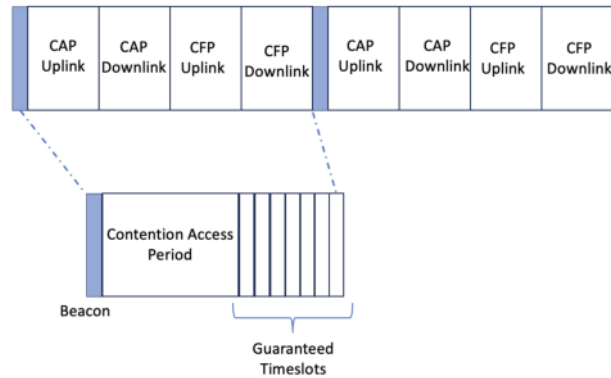 CAP
Uplink
CAP
Downlink
CFP
Uplink
CFP
Downlink
CAP
Uplink
CAP
Downlink
CFP
Uplink
CFP
Downlink
Contention Access
Period
Beacon
Guaranteed
Timeslots